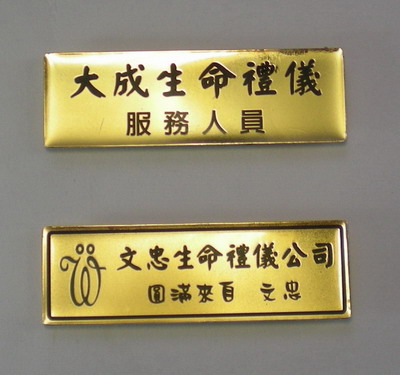 大成生命禮儀
服務人員
文忠生命禮儀公司
圓滿來自 文忠